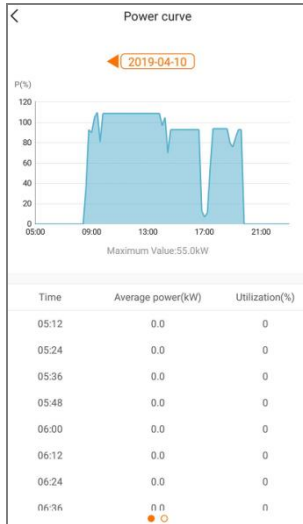 Power curve
2019-04-10
P(%)
120
100
80
60
40
20
0
05:00 09:00 13:00 17:00 21:00
Maximum Value:55.0kW
Time Average power(kW) Utilization(%)
05:12 0.0 0
05:24 0.0 0
05:36 0.0 0
05:48 0.0 0
06:00 0.0 0
06:12 0.0 0
06:24 0.0 0
06:36 0.0 0